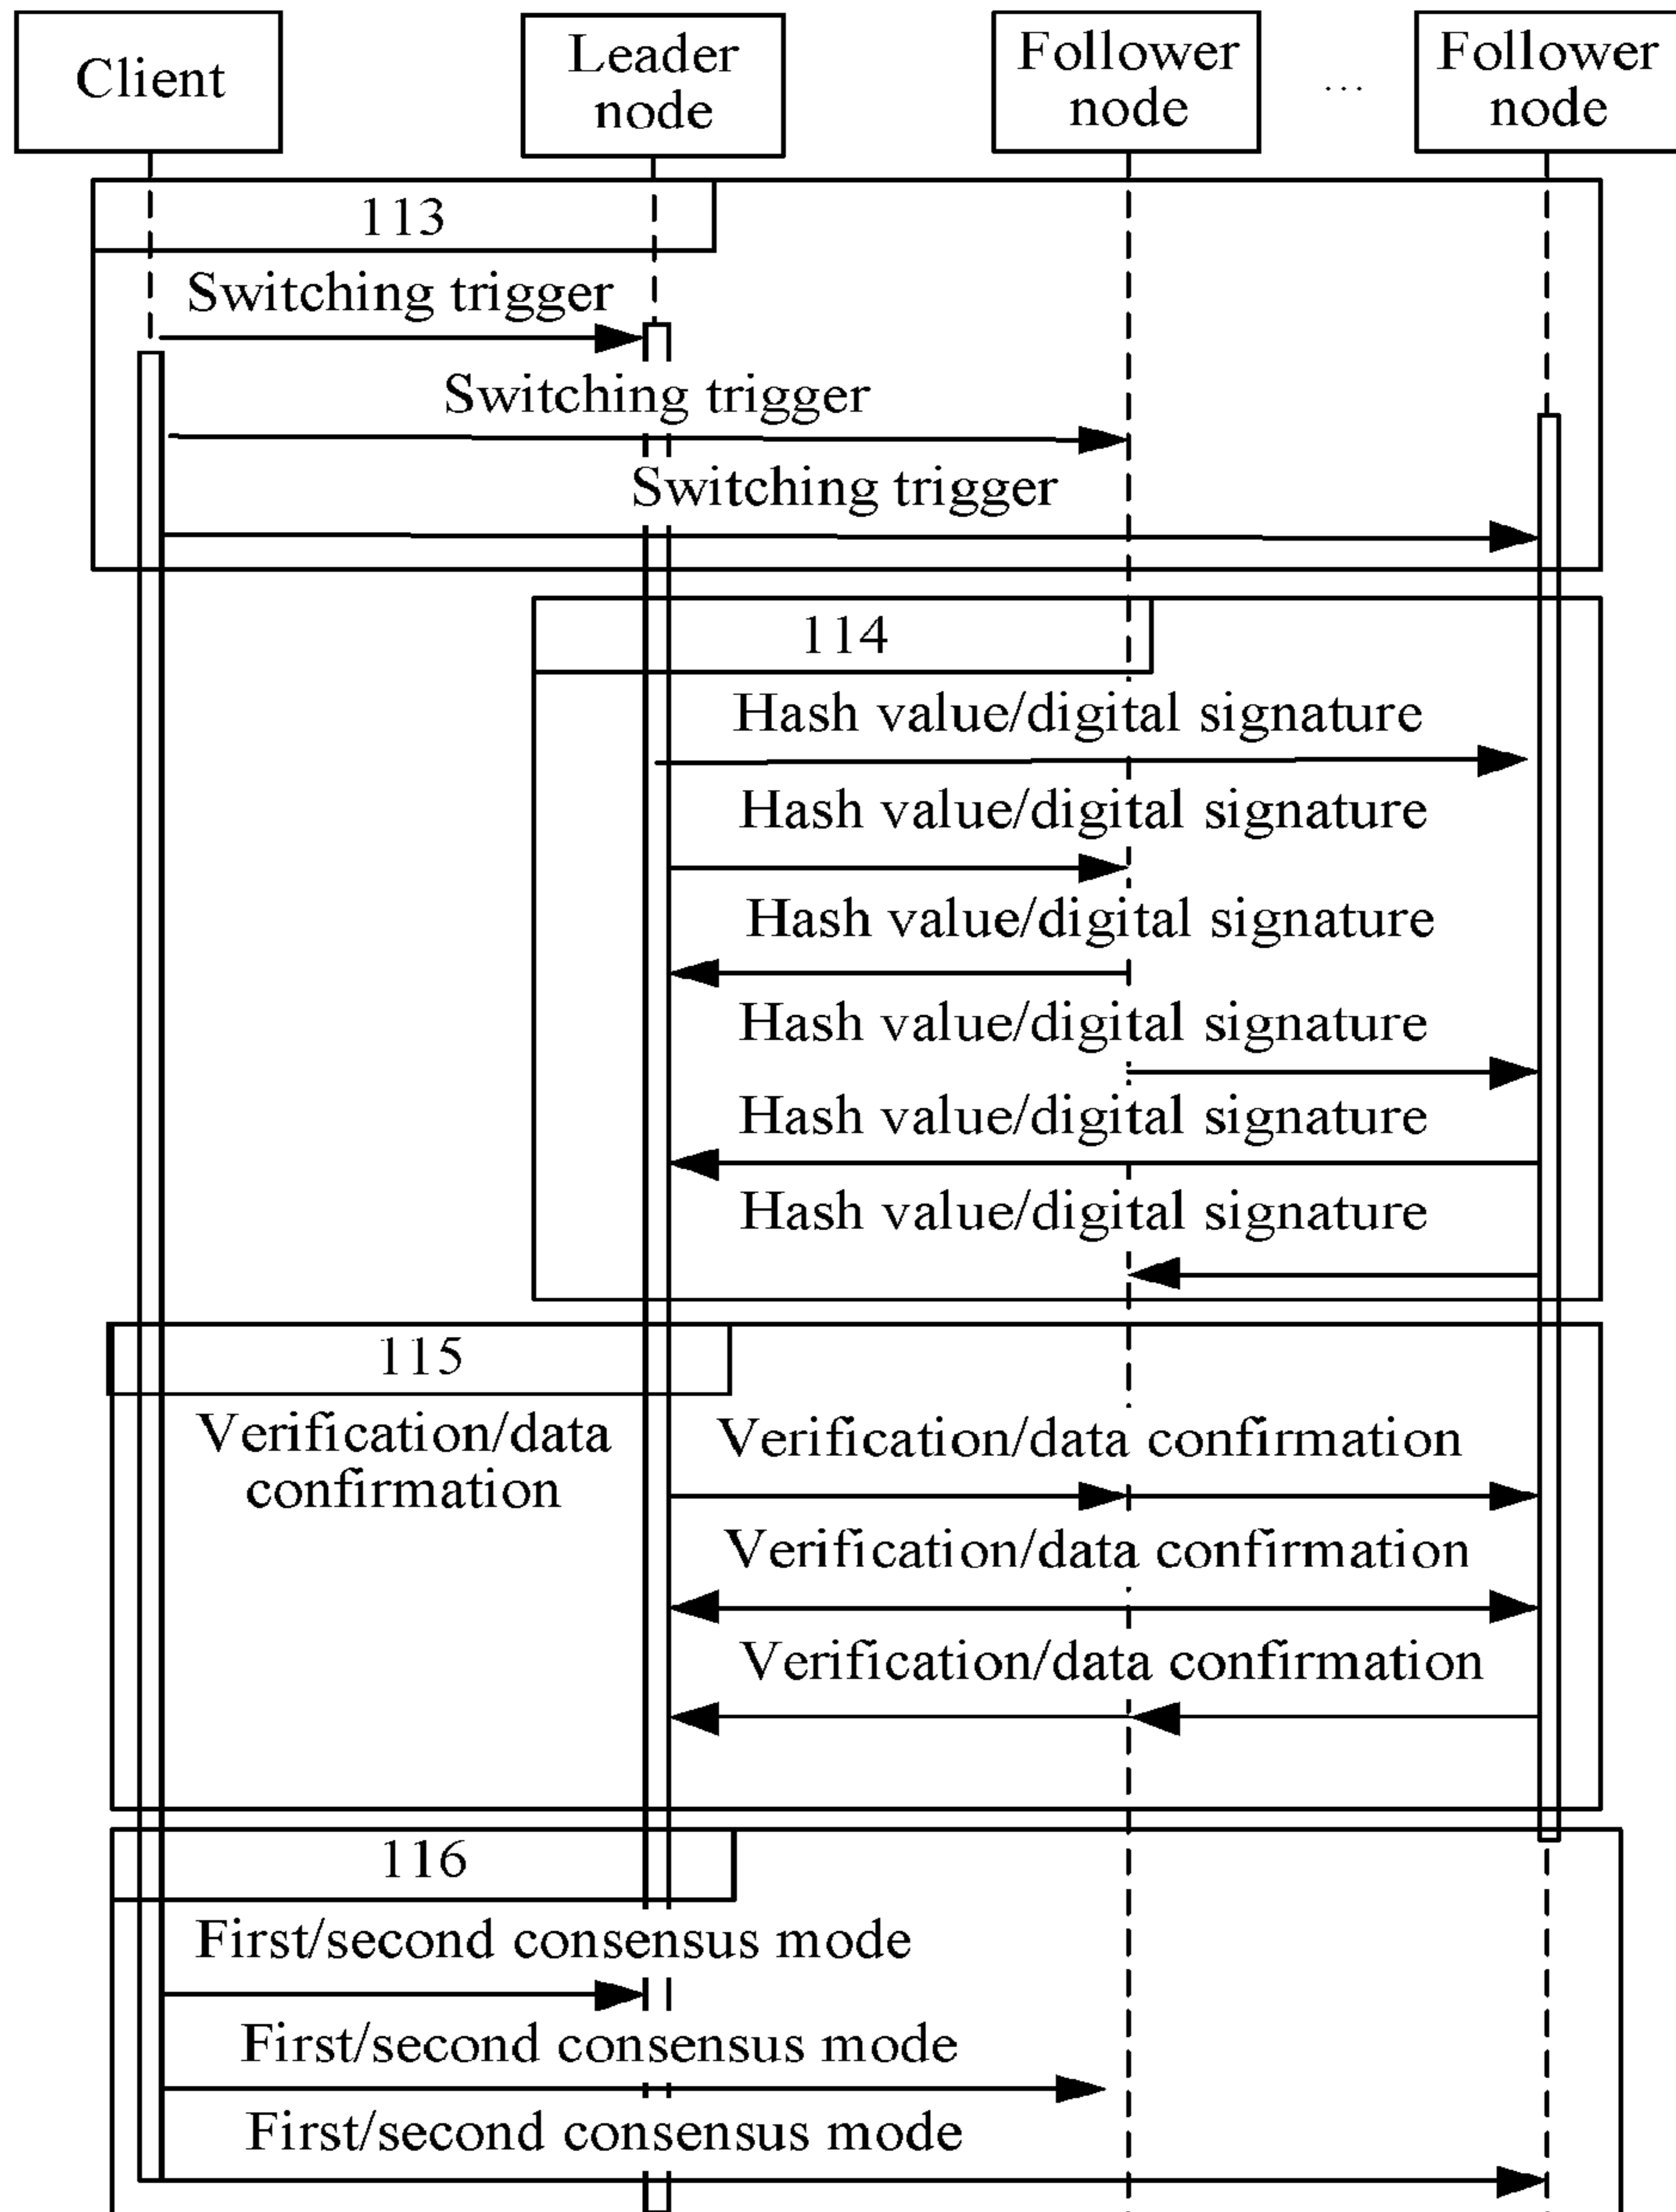 Client
Leader
node
Follower
node
...
Follower
node
113
Switching trigger
Switching trigger
Switching trigger
114
Hash value/digital signature
Hash value/digital signature
Hash value/digital signature
Hash value/digital signature
Hash value/digital signature
Hash value/digital signature
115
Verification/data
confirmation
Verification/data confirmation
Verification/data confirmation
Verification/data confirmation
116
First/second consensus mode
First/second consensus mode
First/second consensus mode